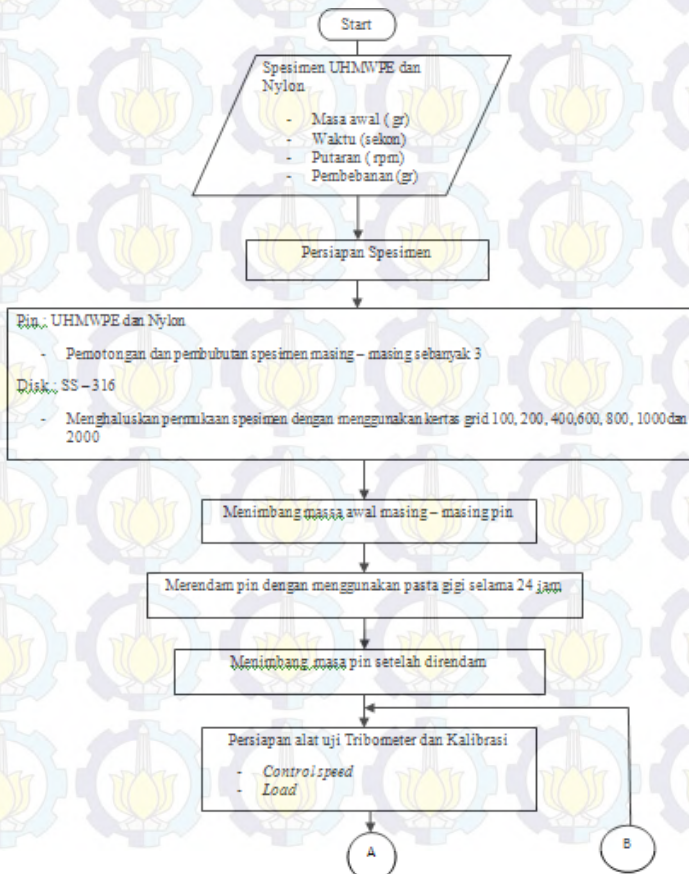 Start
Spesimen UHMWPE dan
Nylon
- Masa awal ( gr)
- Waktu (sekon)
- Putaran ( rpm)
- Pembebanan (gr)
Persiapan Spesimen
Pin : UHMWPE dan Nylon
- Pemotongan dan pembubutan spesimen masing – masing sebanyak 3
Disk : SS – 316
- Menghaluskan permukaan spesimen dengan menggunakan kertas grid 100, 200, 400,600, 800, 1000 dan
2000
Menimbang massa awal masing – masing pin
Merendam pin dengan menggunakan pasta gigi selama 24 jam
Menimbang masa pin setelah direndam
Persiapan alat uji Tribometer dan Kalibrasi
- Control speed
- Load
A
B